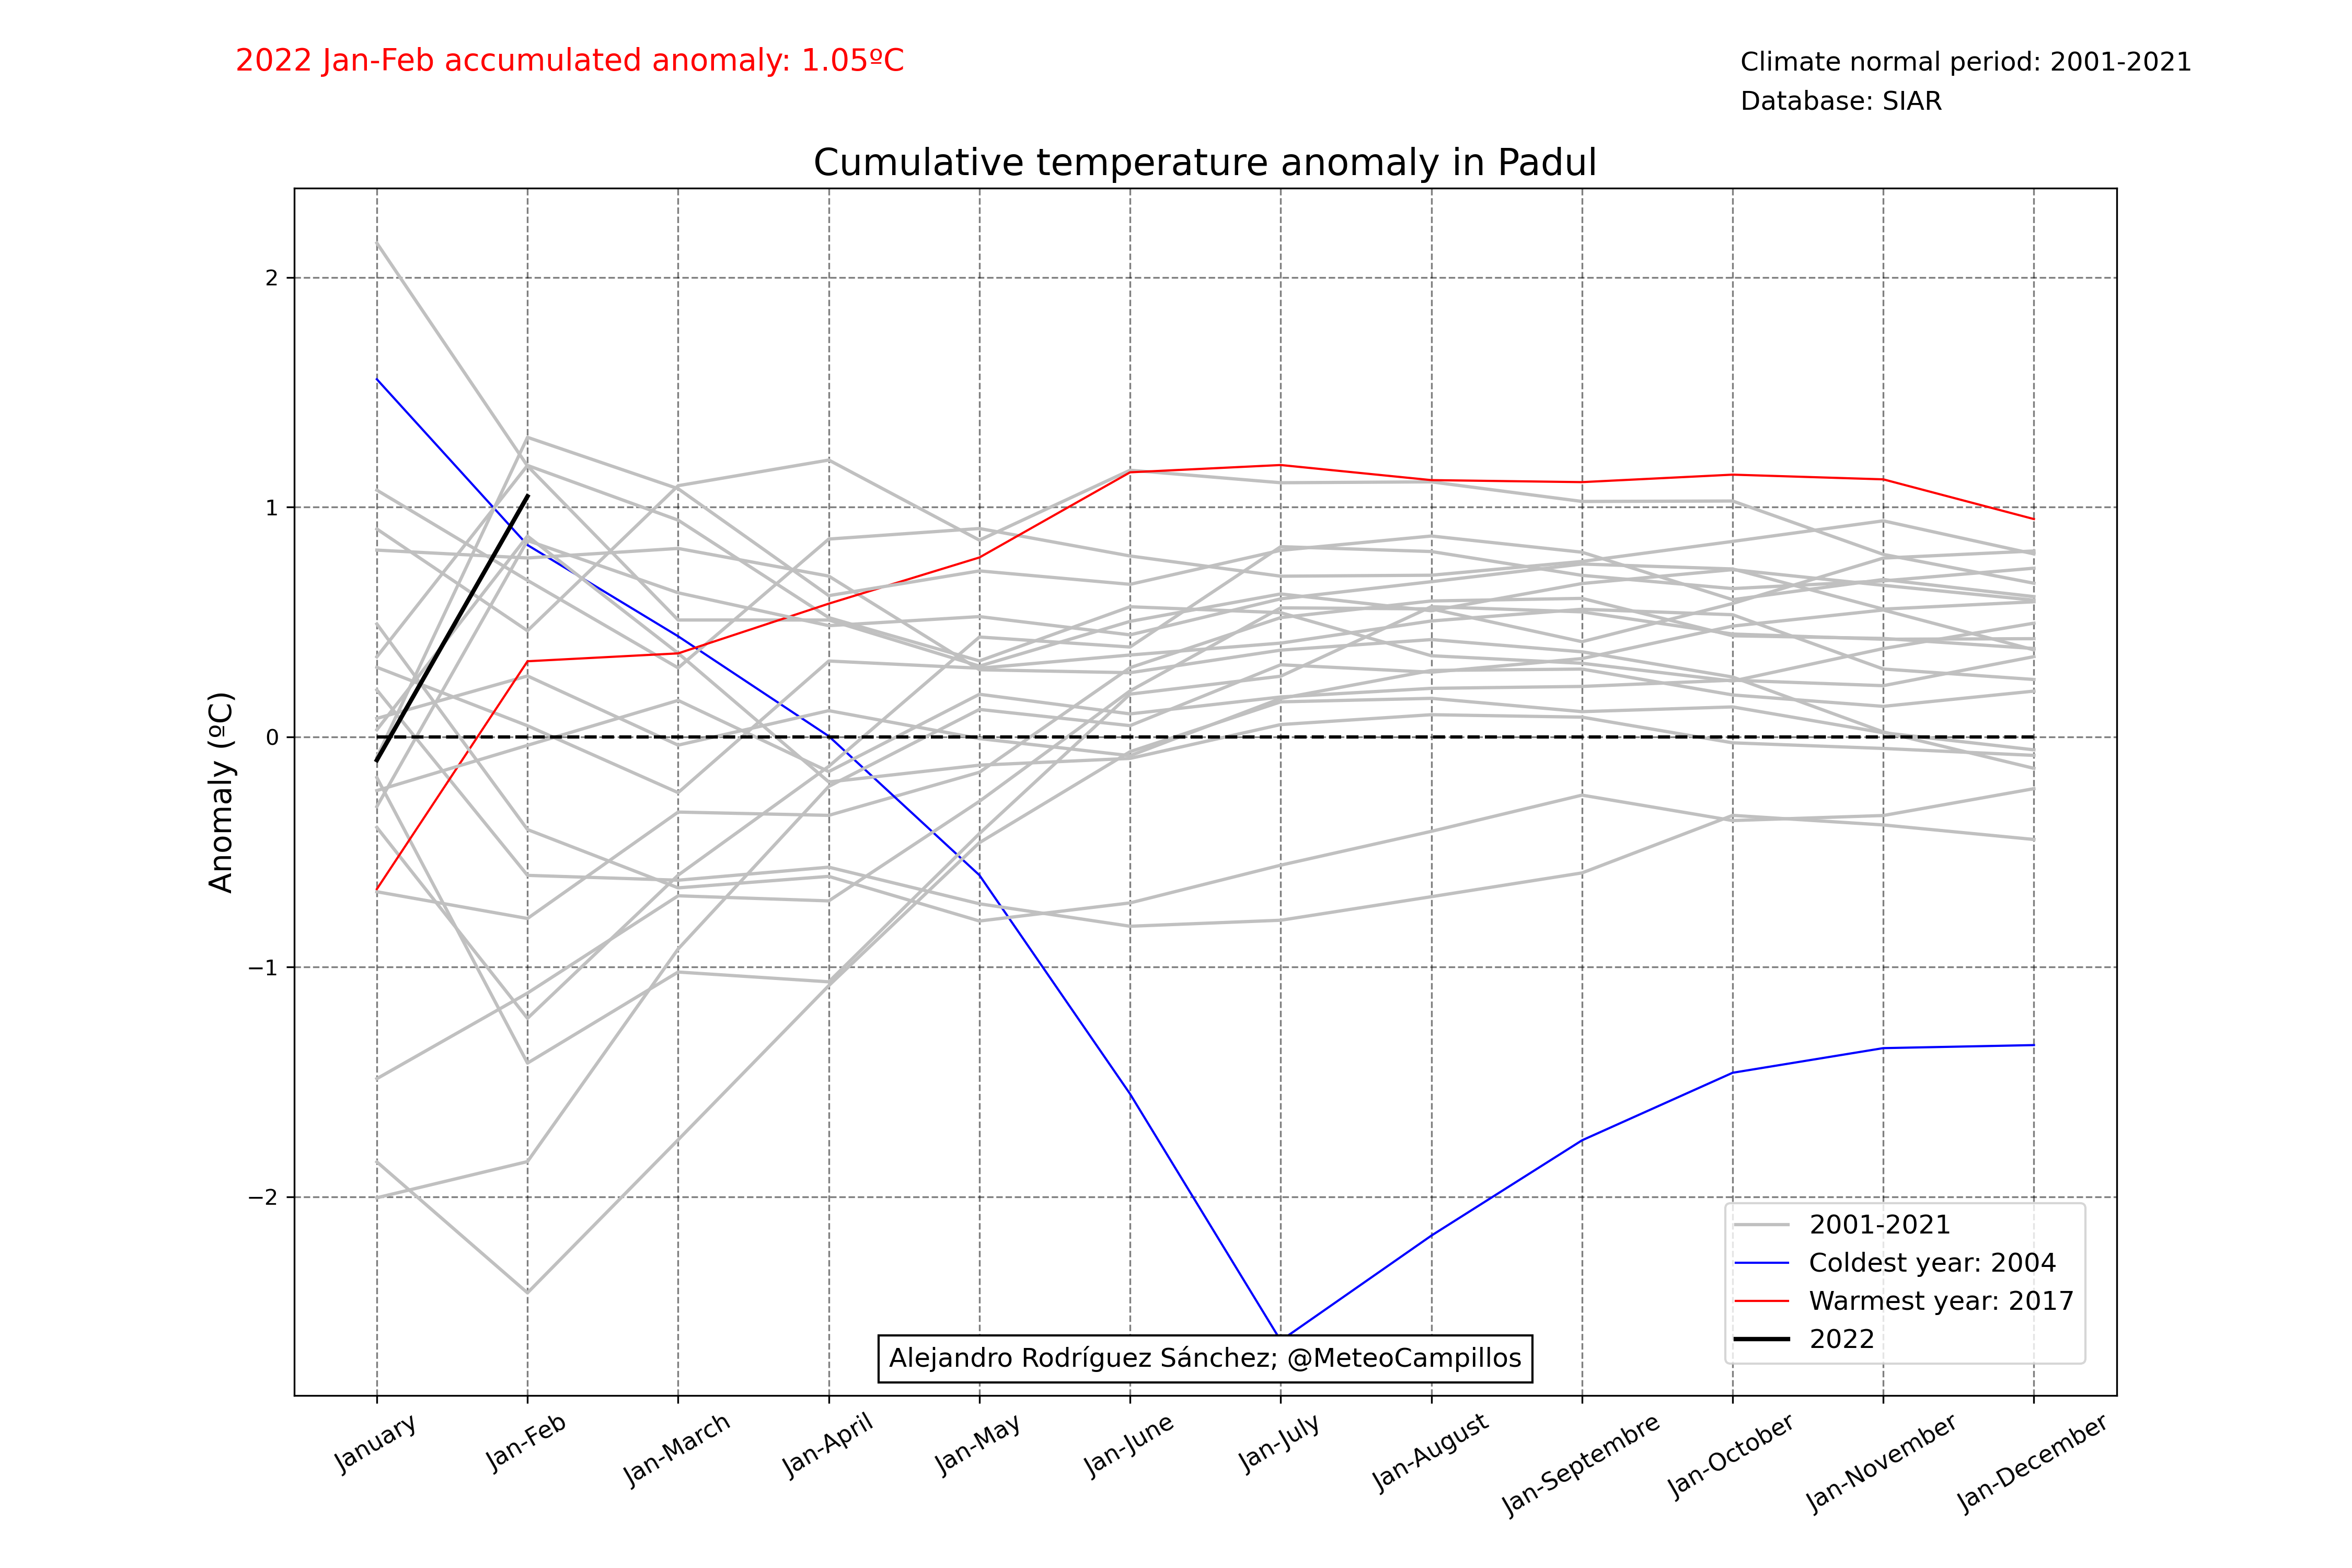 2022 Jan-Feb accumulated anomaly: 1.05ºC
Climate normal period: 2001-2021
Database: SIAR
Cumulative temperature anomaly in Padul
Anomaly (ºC)
2
1
0
−1
−2
2001-2021
Coldest year: 2004
Warmest year: 2017
2022
Alejandro Rodríguez Sánchez; @MeteoCampillos
January
Jan-Feb
Jan-March
Jan-April
Jan-May
Jan-June
Jan-July
Jan-August
Jan-Septembre
Jan-October
Jan-November
Jan-December